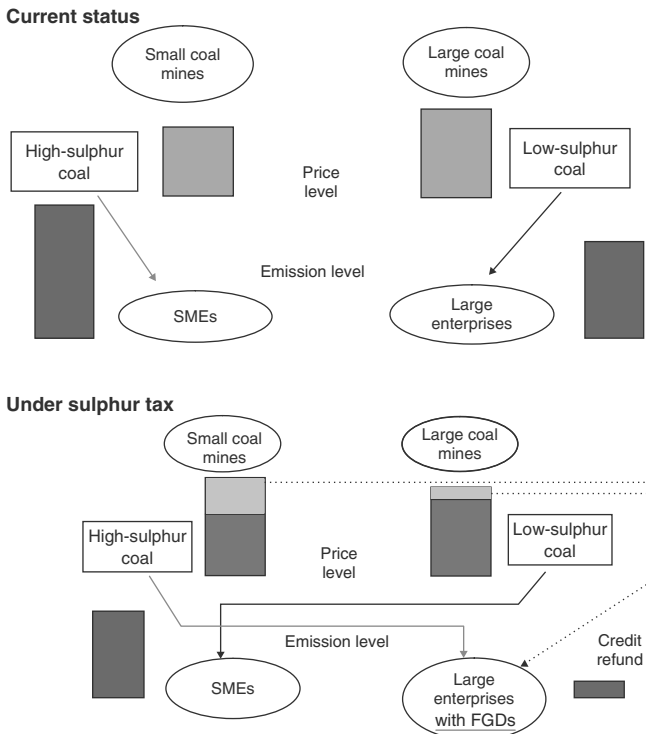 Current status
Small coal
mines
Large coal
mines
High-sulphur
coal
Price
level
Low-sulphur
coal
Emission level
SMEs
Large
enterprises
Under sulphur tax
Small coal
mines
Large coal
mines
High-sulphur
coal
Price
level
Low-sulphur
coal
Emission level
Credit
refund
SMEs
Large
enterprises
with FGDs